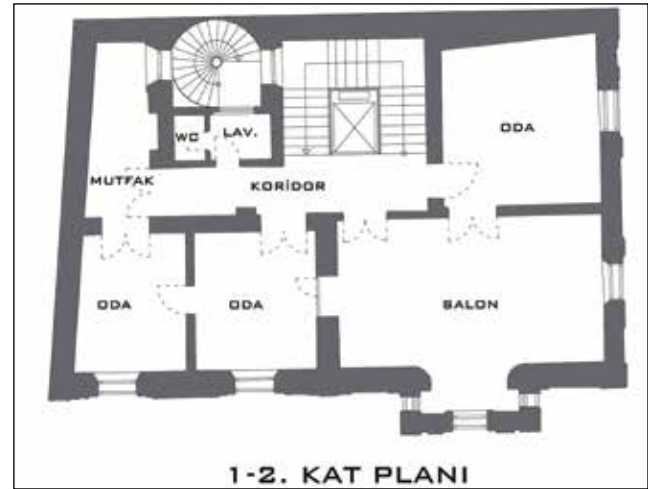 ODA
WC LAV.
MUTFAK
KORİDOR
ODA
ODA
SALON
1-2. KAT PLANI